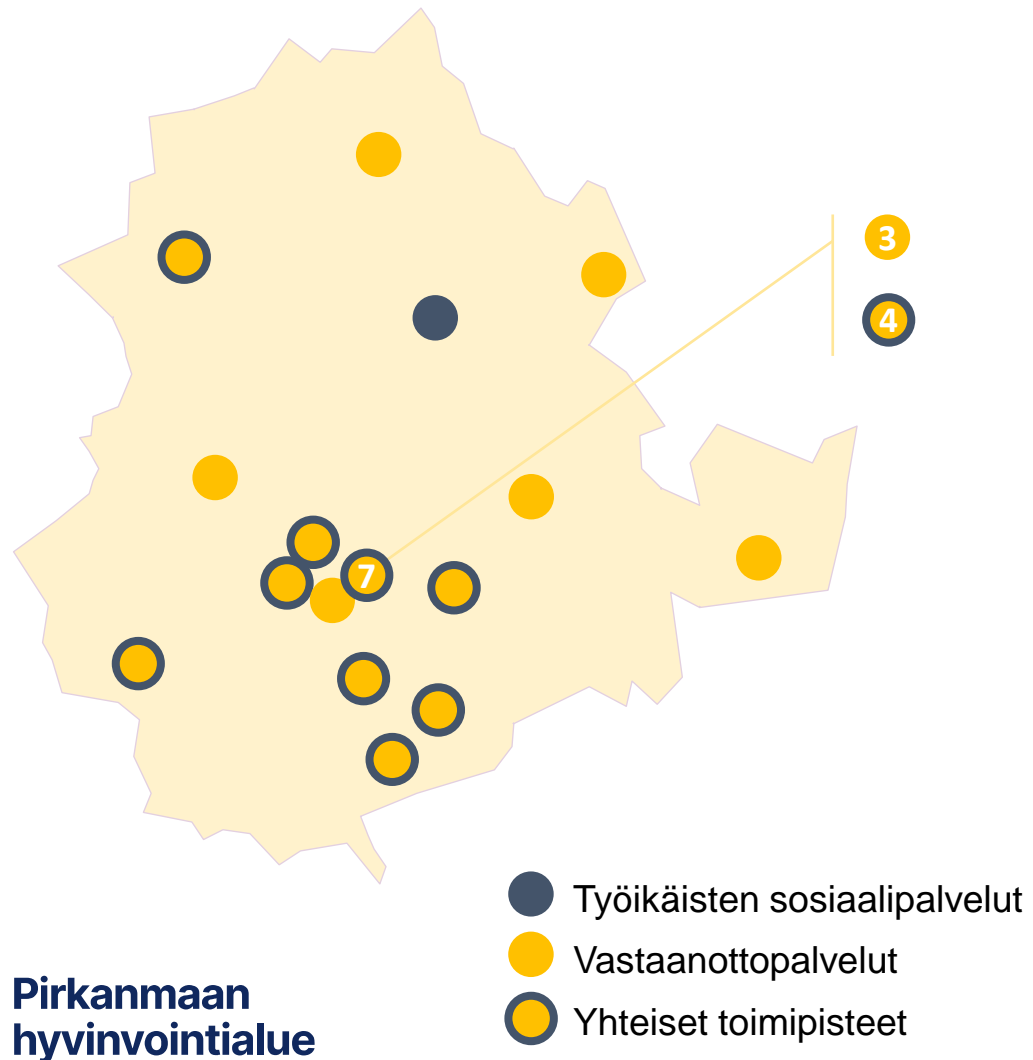 3
4
7
Työikäisten sosiaalipalvelut
Vastaanottopalvelut
Yhteiset toimipisteet
Pirkanmaan
hyvinvointialue